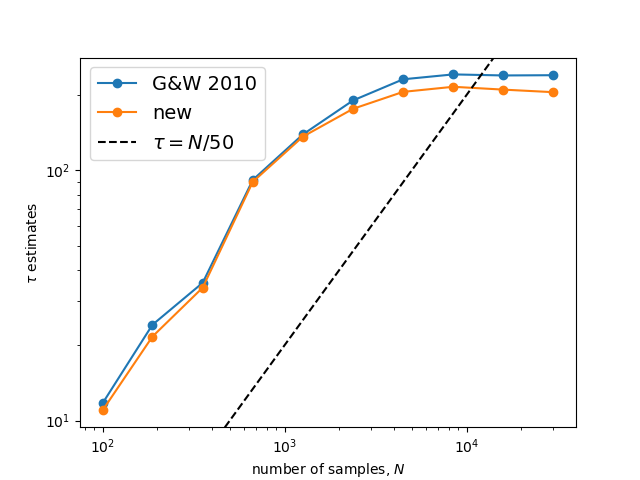 G&W 2010
new
τ = N/50
10²
10¹
τ estimates
10²
10³
10⁴
number of samples, N